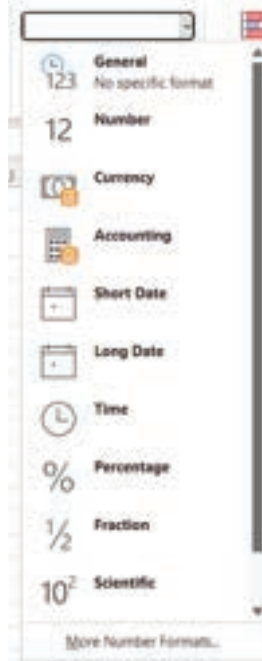 123
General
No specific format
12
Number
Currency
Accounting
Short Date
Long Date
Time
%
Percentage
½
Fraction
10²
Scientific
More Number Formats...